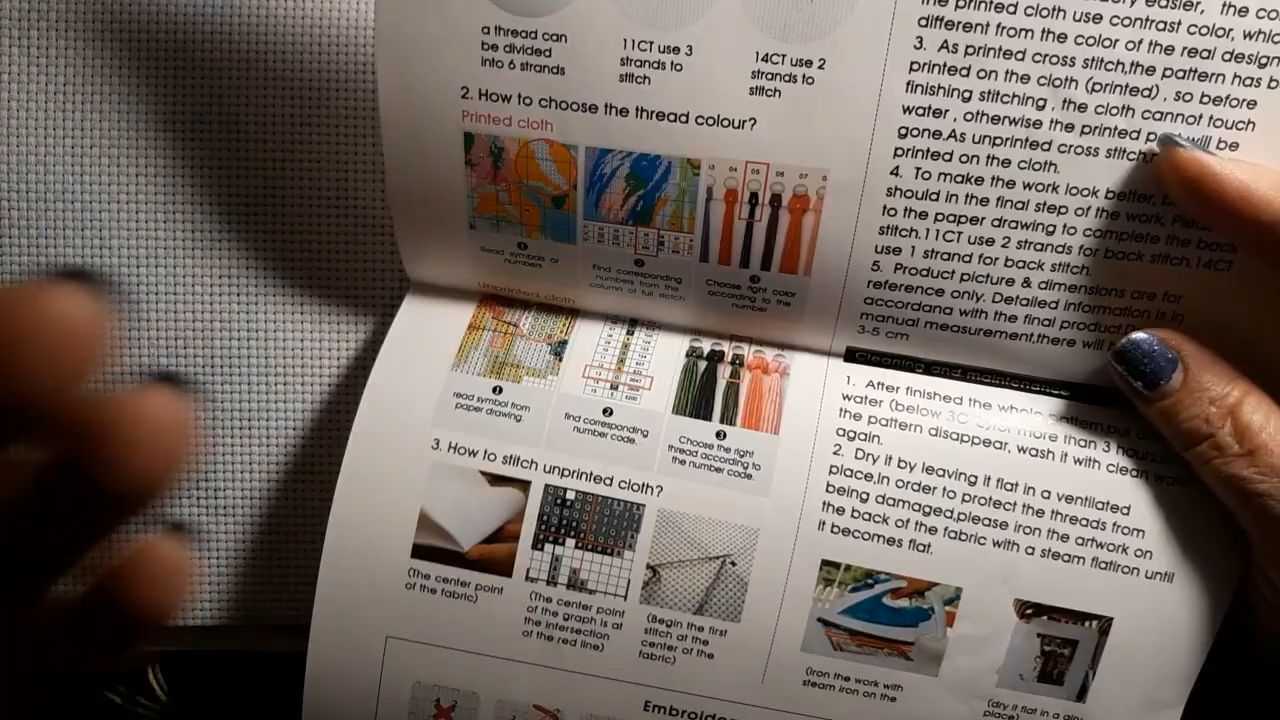 a thread can
be divided
into 6 strands
11CT use 3
strands to
stitch
14CT use 2
strands to
stitch
2. How to choose the thread colour?
Printed cloth
04 05 06 07
Read symbols or
numbers
Find corresponding
numbers from the
column of full stitch
Choose right color
according to the
number
Unprinted cloth
read symbol from
paper drawing.
find corresponding
number code.
Choose the right
thread according to
the number code.
3. How to stitch unprinted cloth?
(The center point
of the fabric)
(The center point
of the graph is at
the intersection
of the red line)
(Begin the first
stitch at the
center of the
fabric)
easier, the
the printed cloth use contrast color,
different from the color of the real design
3. As printed cross stitch,the pattern has
printed on the cloth (printed) , so before
finishing stitching , the cloth cannot touch
water , otherwise the printed will be
gone.As unprinted cross stitch,
printed on the cloth.
4. To make the work look better,
should in the final step of the work.
to the paper drawing to complete the back
stitch.11CT use 2 strands for back stitch,14CT
use 1 strand for back stitch.
5. Product picture & dimensions are for
reference only. Detailed information is in
accordana with the final product.
manual measurement,there will
3-5 cm
Cleaning and maintenance
1. After finished the whole pattern,put
water (below 3 for more than 3 hours
the pattern disappear, wash it with clean
again.
2. Dry it by leaving it flat in a ventilated
place,In order to protect the threads from
being damaged,please iron the artwork on
the back of the fabric with a steam flatiron until
it becomes flat.
(Iron the work with
steam iron on the
(dry it flat in a
place)